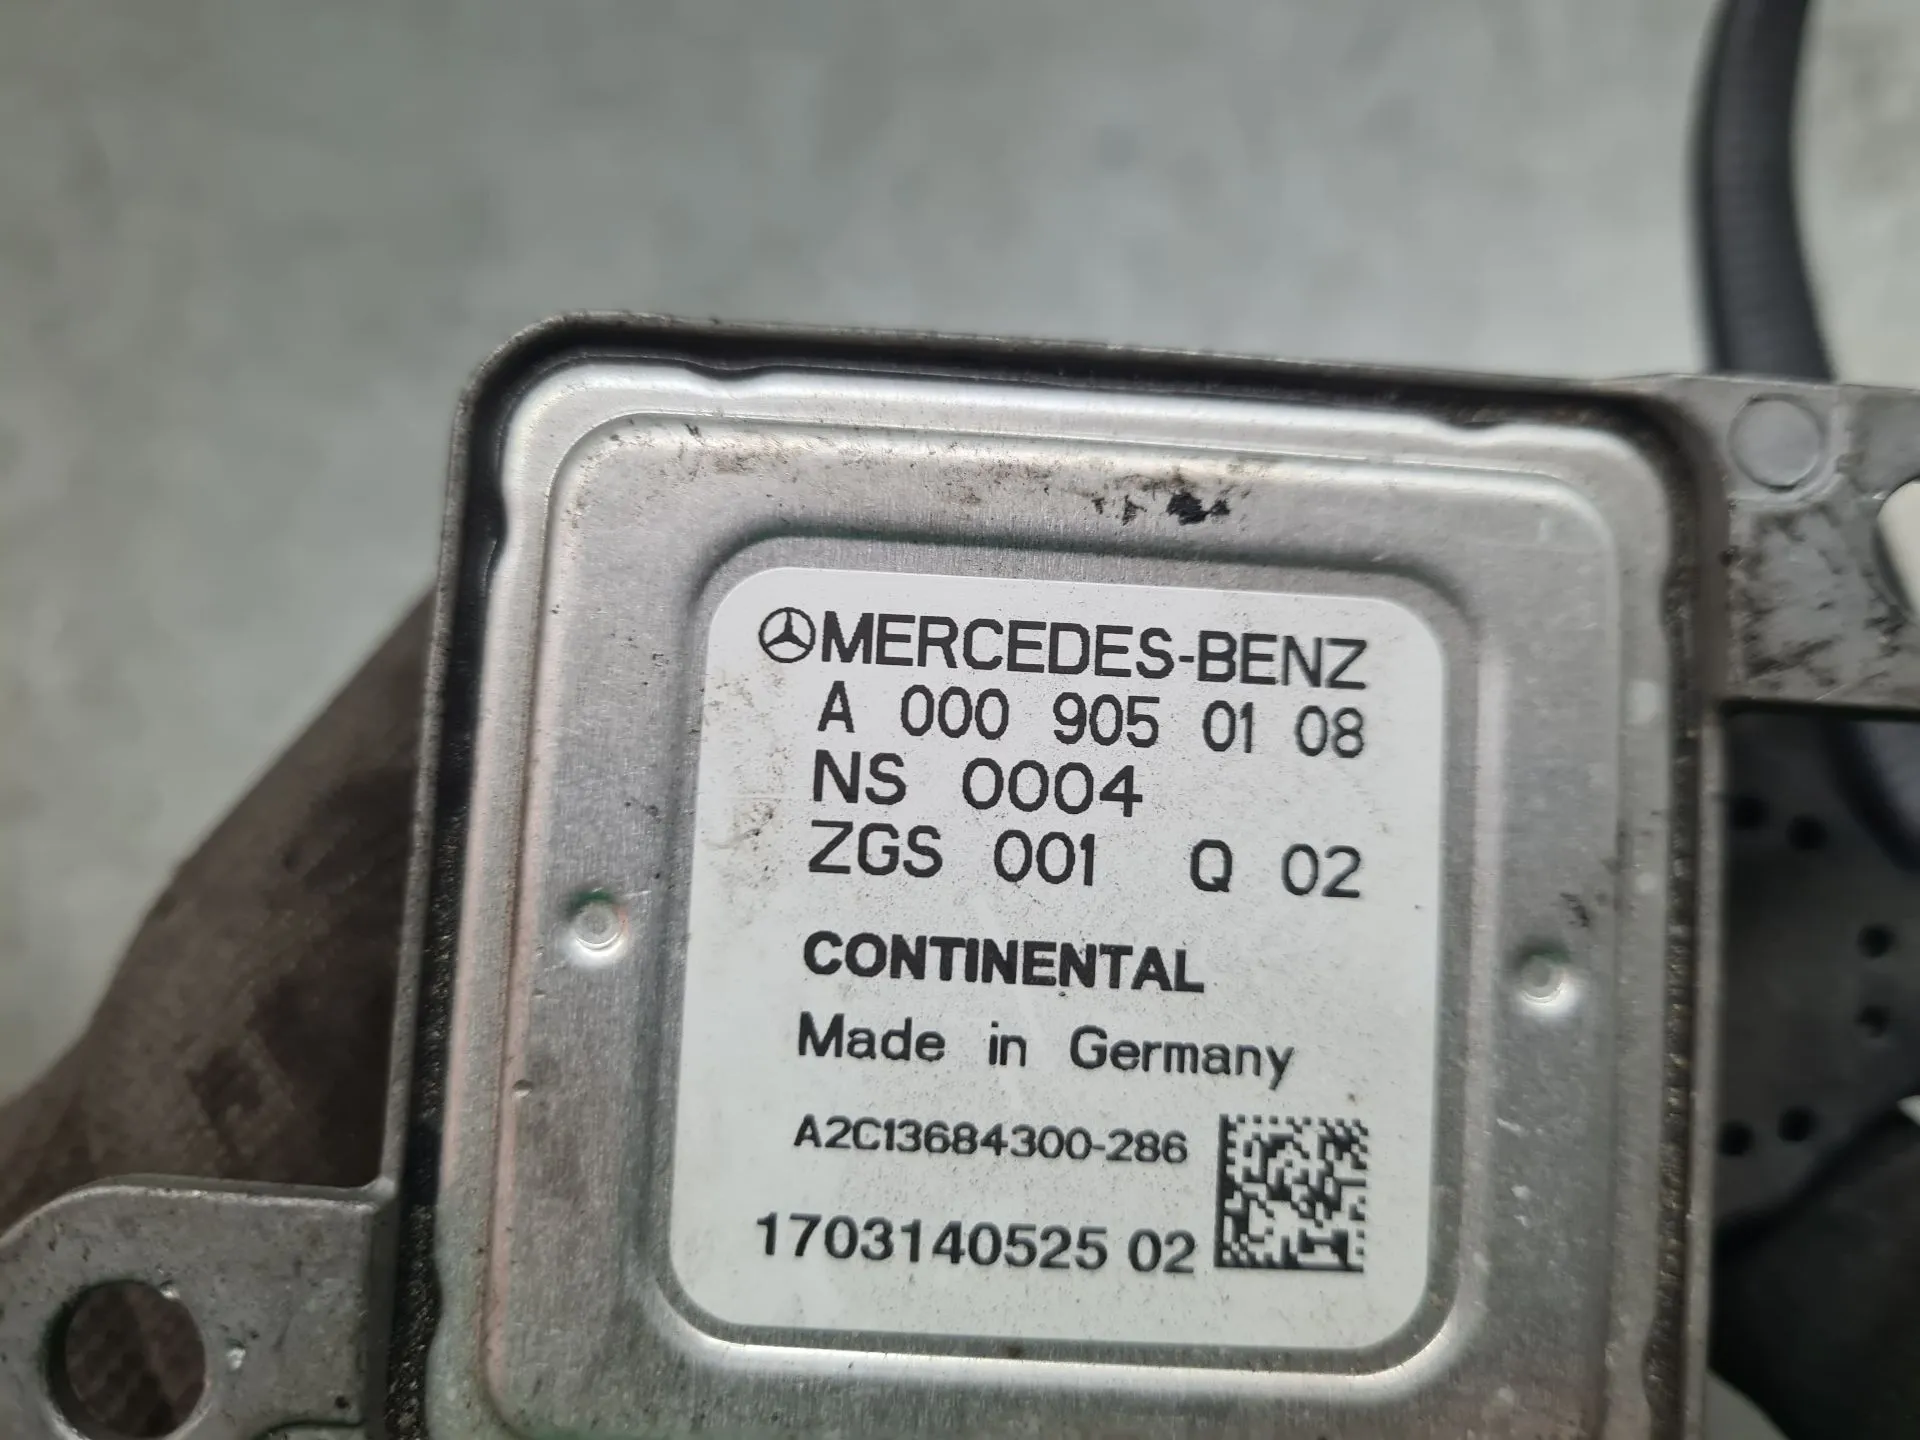 MERCEDES-BENZ
A 000 905 01 08
NS 0004
ZGS 001 Q 02
CONTINENTAL
Made in Germany
A2C13684300-286
1703140525 02